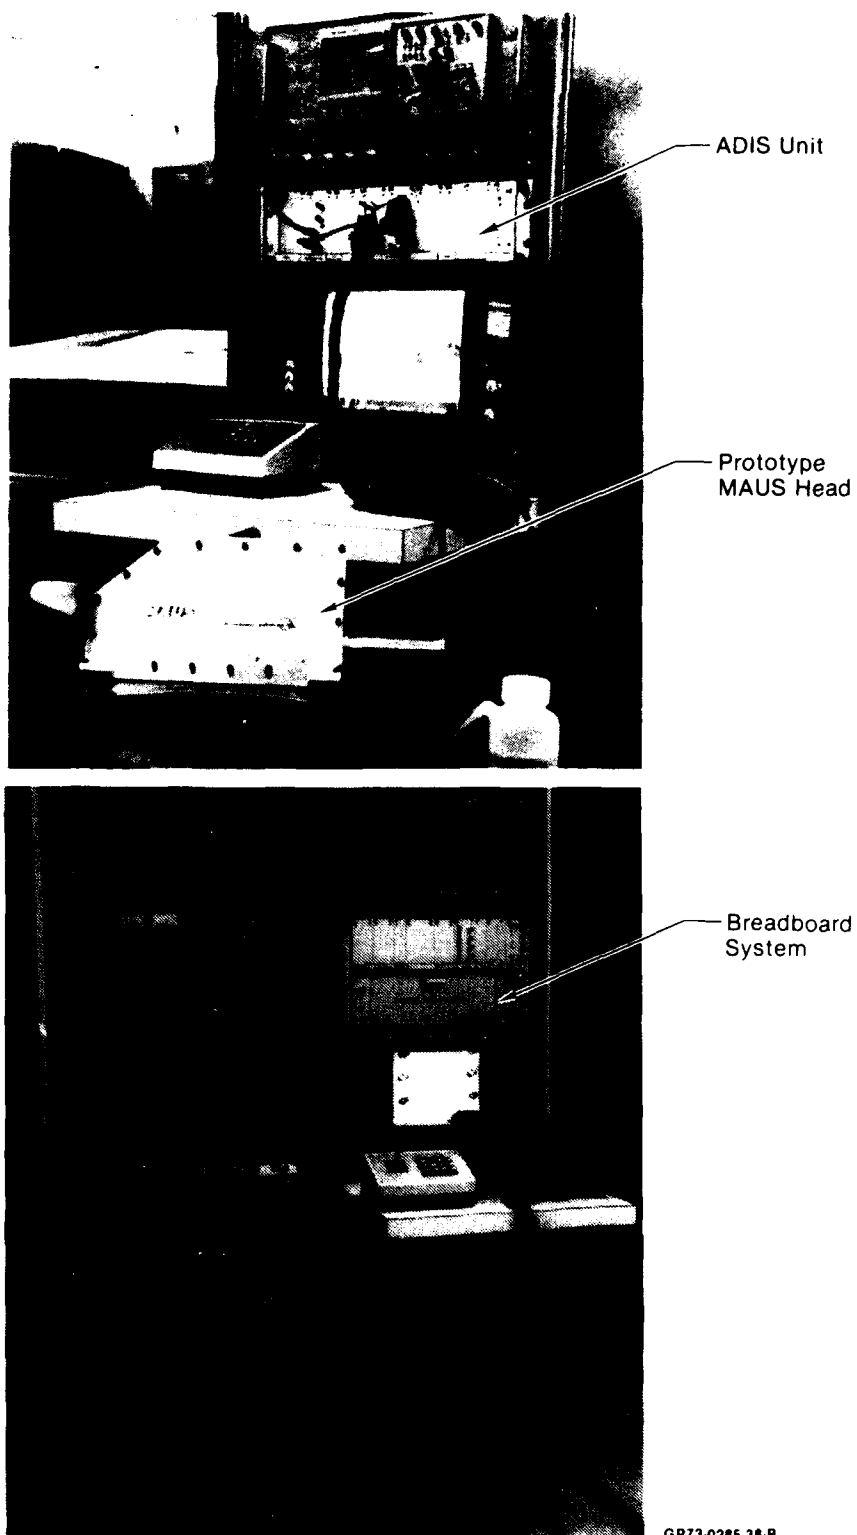 ADIS Unit
Prototype
MAUS Head
Breadboard
System
GP73-0285-38-R